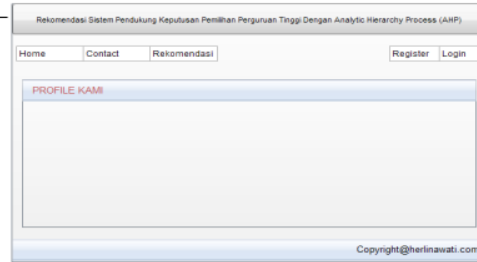 Rekomendasi Sistem Pendukung Keputusan Pemilihan Perguruan Tinggi Dengan Analytic Hierarchy Process (AHP)
Home Contact Rekomendasi Register Login
PROFILE KAMI
Copyright@herlinawati.com